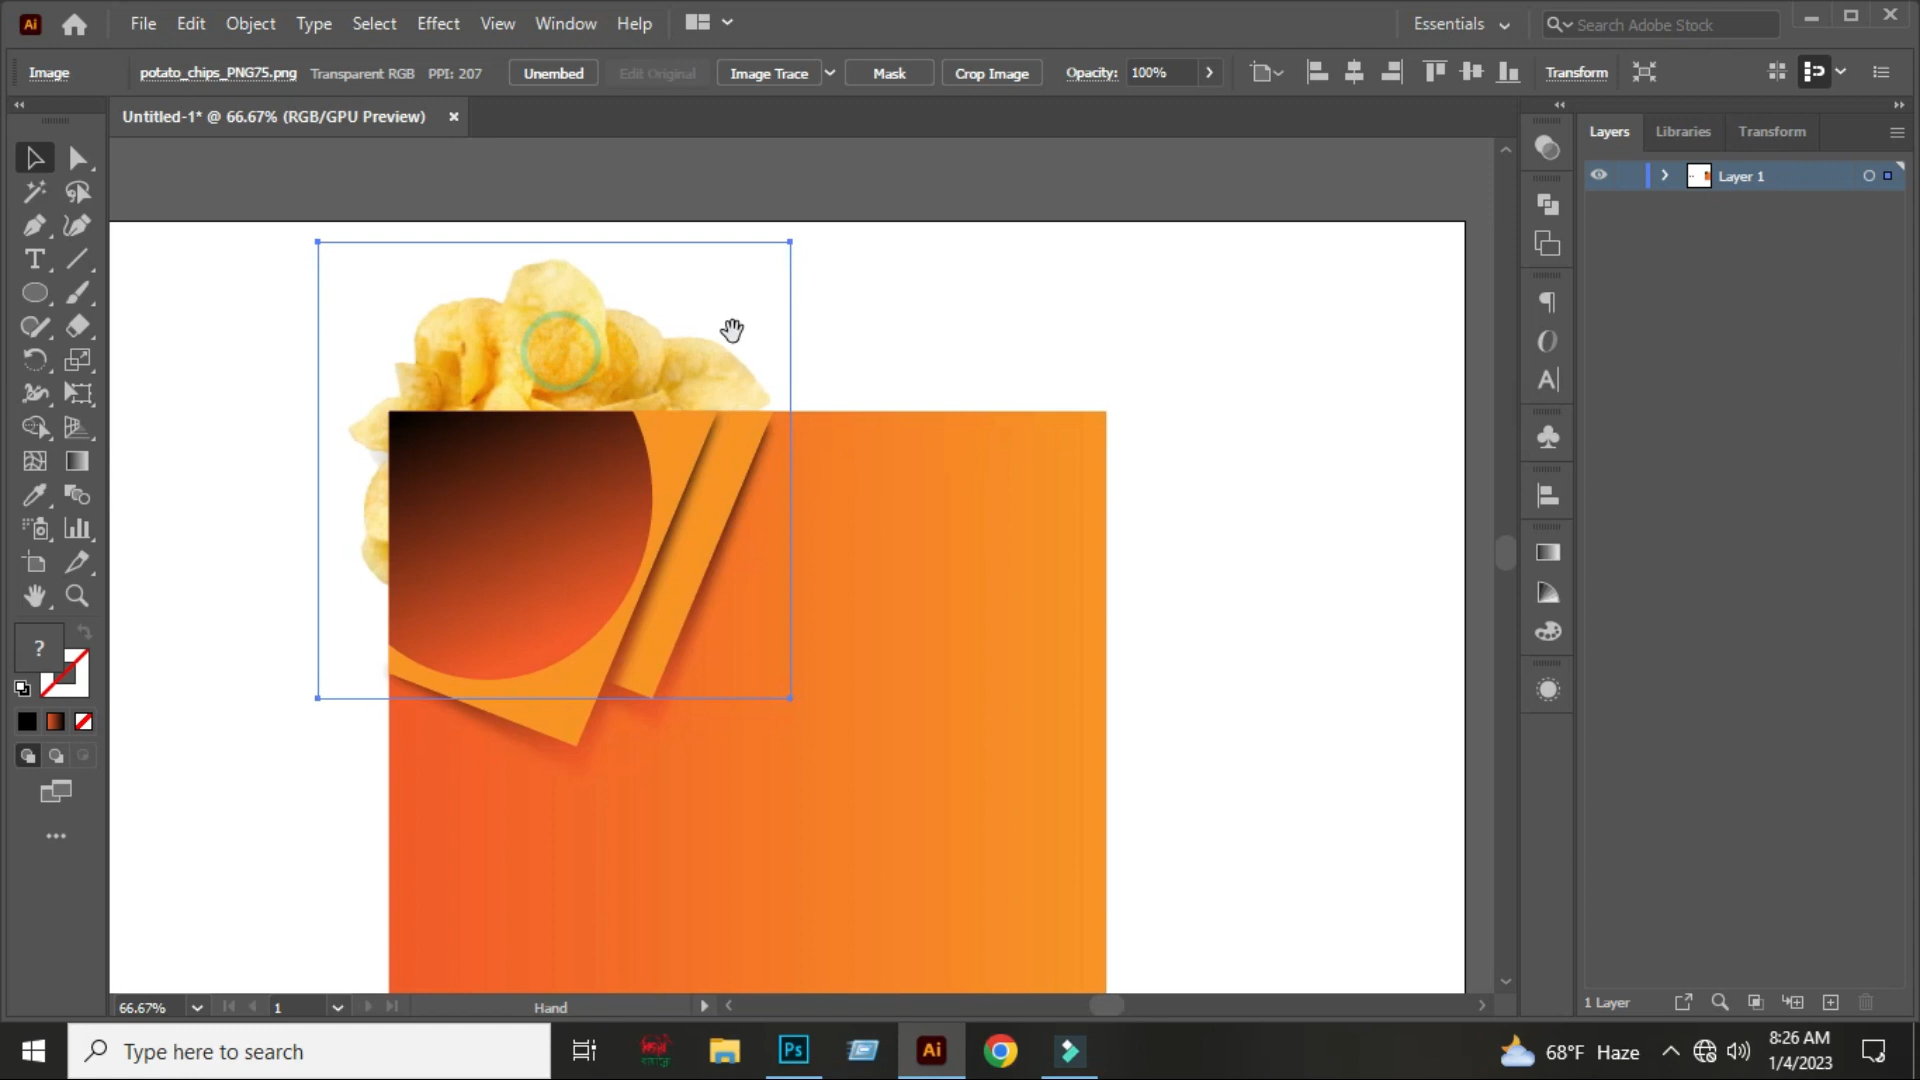 Ai File Edit Object Type Select Effect View Window Help Essentials Search Adobe Stock
Image potato_chips_PNG75.png Transparent RGB PPI: 207 Unembed Edit Original Image Trace Mask Crop Image Opacity: 100% Transform
Untitled-1* @ 66.67% (RGB/GPU Preview)
Layers Libraries Transform
Layer 1
?
66.67% 1 Hand 1 Layer
Type here to search Ps Ai 68°F Haze 8:26 AM
1/4/2023